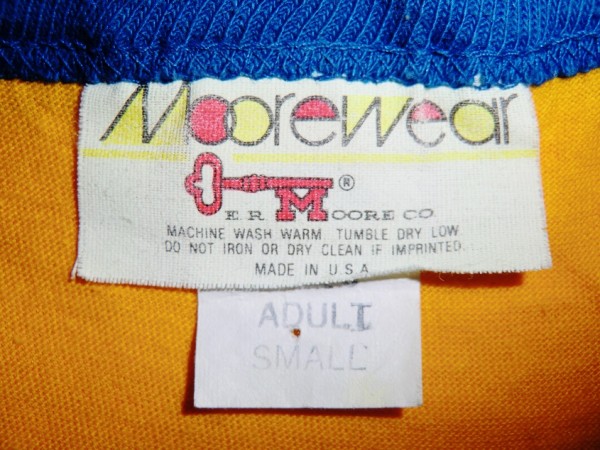 Moorewear
®
E. R. MOORE CO.
MACHINE WASH WARM TUMBLE DRY LOW
DO NOT IRON OR DRY CLEAN IF IMPRINTED.
MADE IN U.S.A.
ADULT
SMALL